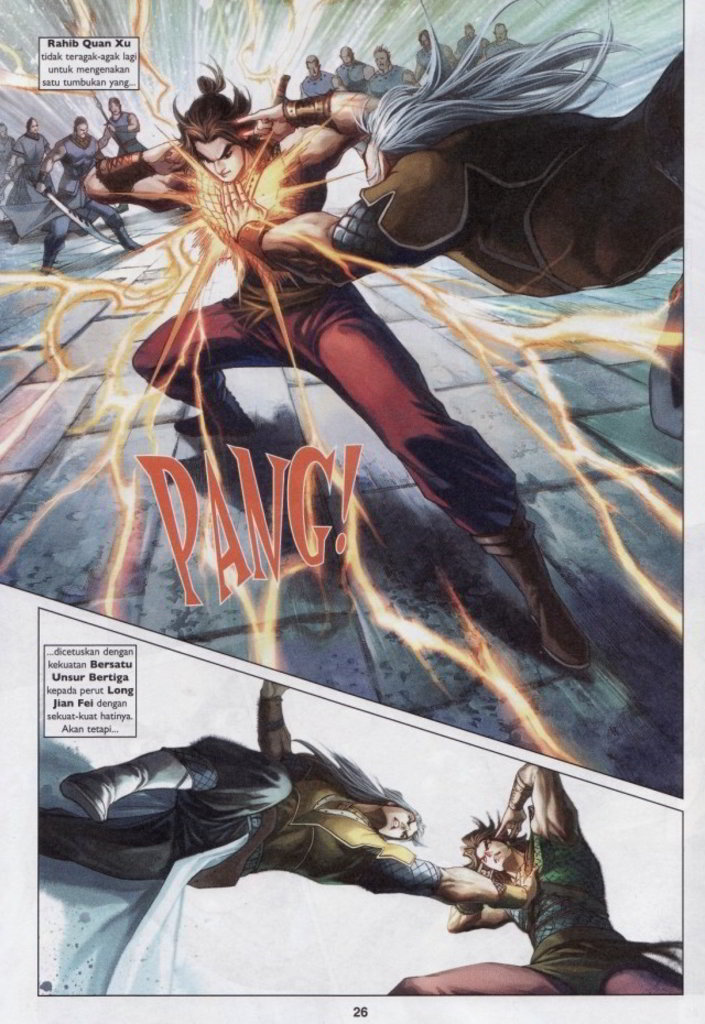 Rahib Quan Xu
tidak teragak-agak lagi
untuk mengenakan
satu tumbukan yang...
PANG!
...dicetuskan dengan
kekuatan Bersatu
Unsur Bertiga
kepada perut Long
Jian Fei dengan
sekuat-kuat hatinya.
Akan tetapi...
26